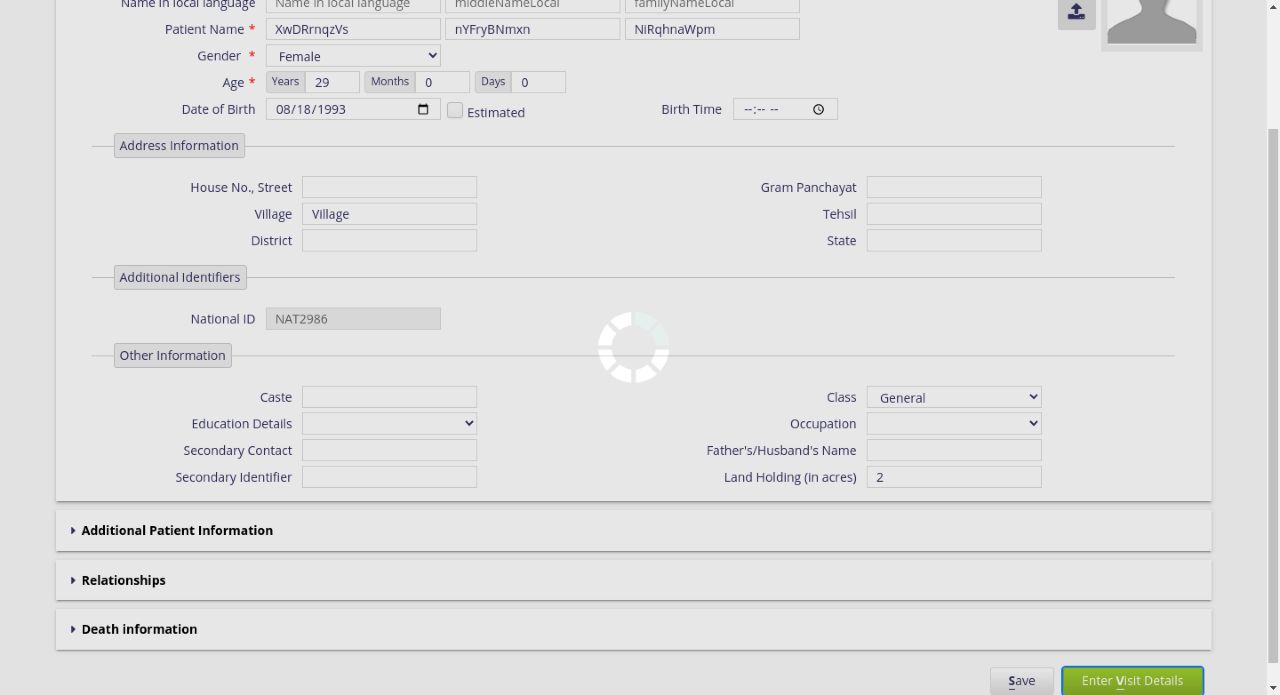 Name in local language Name in local language middleNameLocal familyNameLocal
Patient Name * XwDRrnqzVs nYFryBNmxn NiRqhnaWpm
Gender * Female
Age * Years 29 Months 0 Days 0
Date of Birth 08/18/1993 Estimated Birth Time --:-- --
Address Information
House No., Street Gram Panchayat
Village Village Tehsil
District State
Additional Identifiers
National ID NAT2986
Other Information
Caste Class General
Education Details Occupation
Secondary Contact Father's/Husband's Name
Secondary Identifier Land Holding (in acres) 2
Additional Patient Information
Relationships
Death information
Save Enter Visit Details